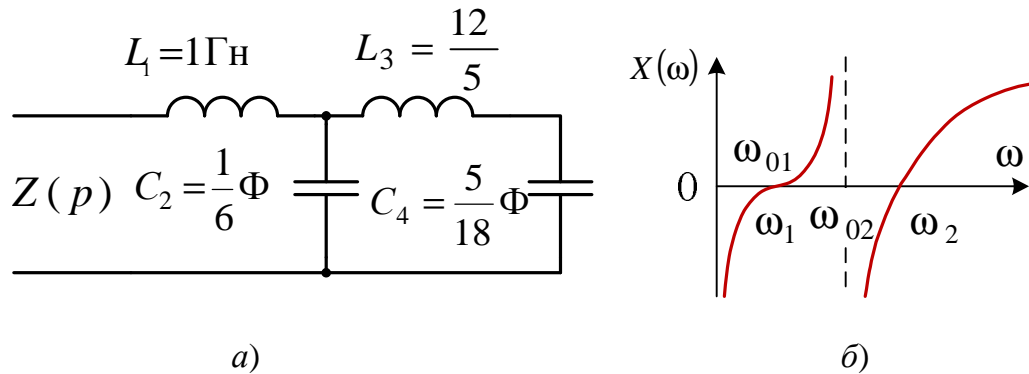 L₁ = 1 Гн
L₃ = 12/5
Z(p)
C₂ = 1/6 Ф
C₄ = 5/18 Ф
а)
X(ω)
ω₀₁
ω
0
ω₁
ω₀₂
ω₂
б)